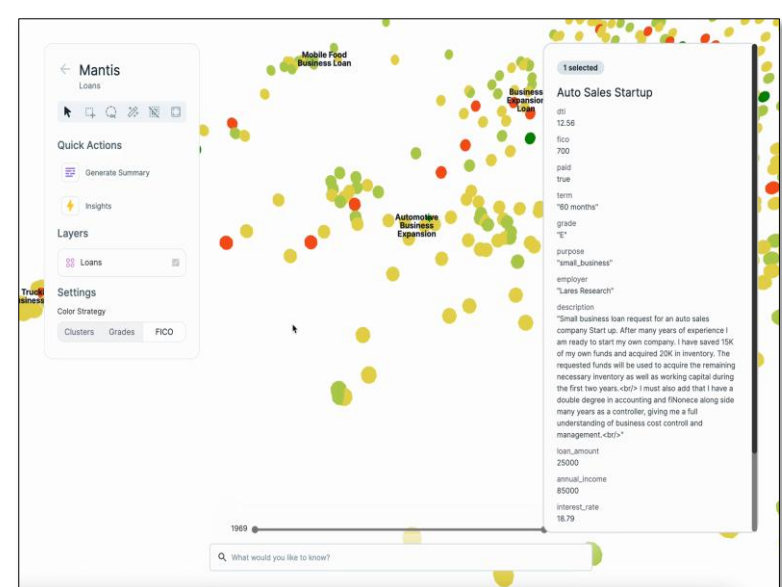 Mantis
Loans
Quick Actions
Generate Summary
Insights
Layers
Loans
Settings
Color Strategy
Clusters Grades FICO
Mobile Food
Business Loan
Business
Expansion
Loan
Automotive
Business
Expansion
1969
What would you like to know?
1 selected
Auto Sales Startup
dti
12.56
fico
700
paid
true
term
"60 months"
grade
"E"
purpose
"small_business"
employer
"Lares Research"
description
"Small business loan request for an auto sales
company Start up. After many years of experience I
am ready to start my own company. I have saved 15K
of my own funds and acquired 20K in inventory. The
requested funds will be used to acquire the remaining
necessary inventory as well as working capital during
the first two years.<br/> I must also add that I have a
double degree in accounting and fiNonece along side
many years as a controller, giving me a full
understanding of business cost controll and
management.<br/>"
loan_amount
25000
annual_income
85000
interest_rate
18.79